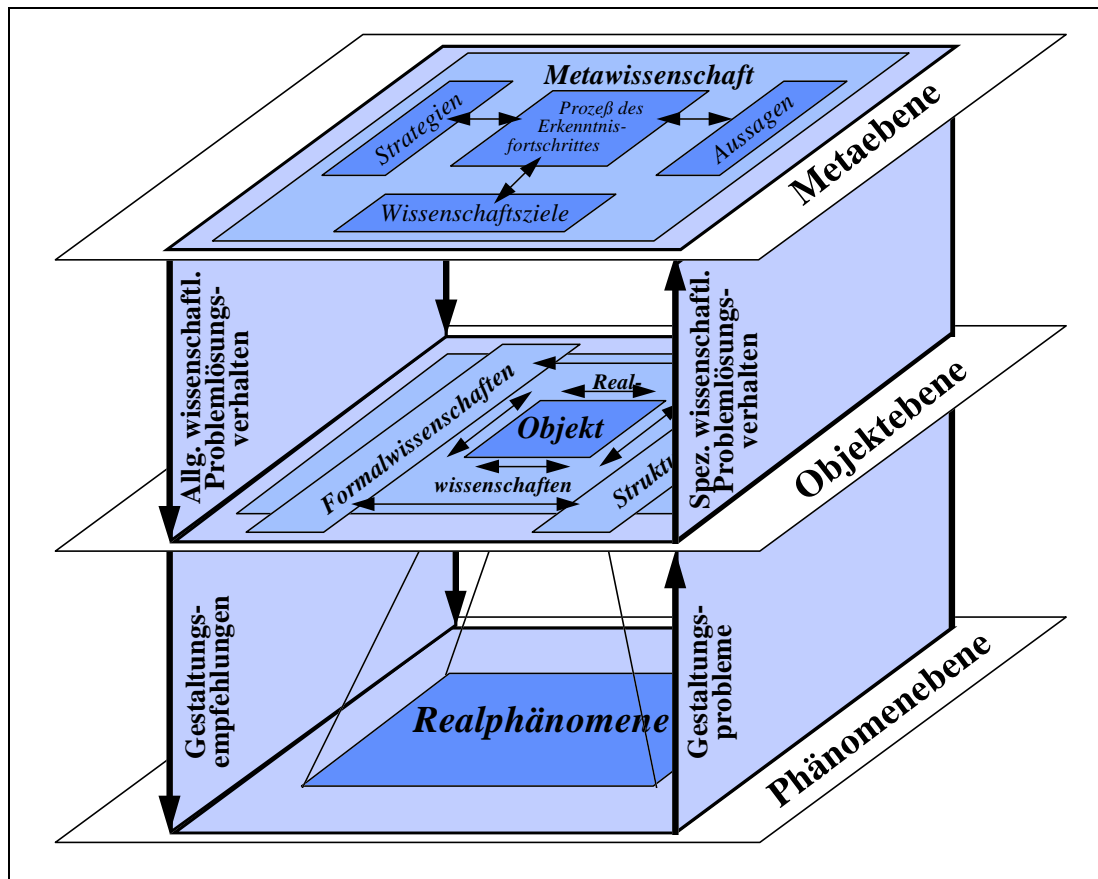 Metawissenschaft
Strategien
Prozeß des
Erkenntnis-
fortschrittes
Aussagen
Wissenschaftsziele
Metaebene
Allg. wissenschaftl.
Problemlösungs-
verhalten
Spez. wissenschaftl.
Problemlösungs-
verhalten
Formalwissenschaften
Real-
Objekt
wissenschaften
Struktu
Objektebene
Gestaltungs-
empfehlungen
Gestaltungs-
probleme
Realphänomene
Phänomenebene